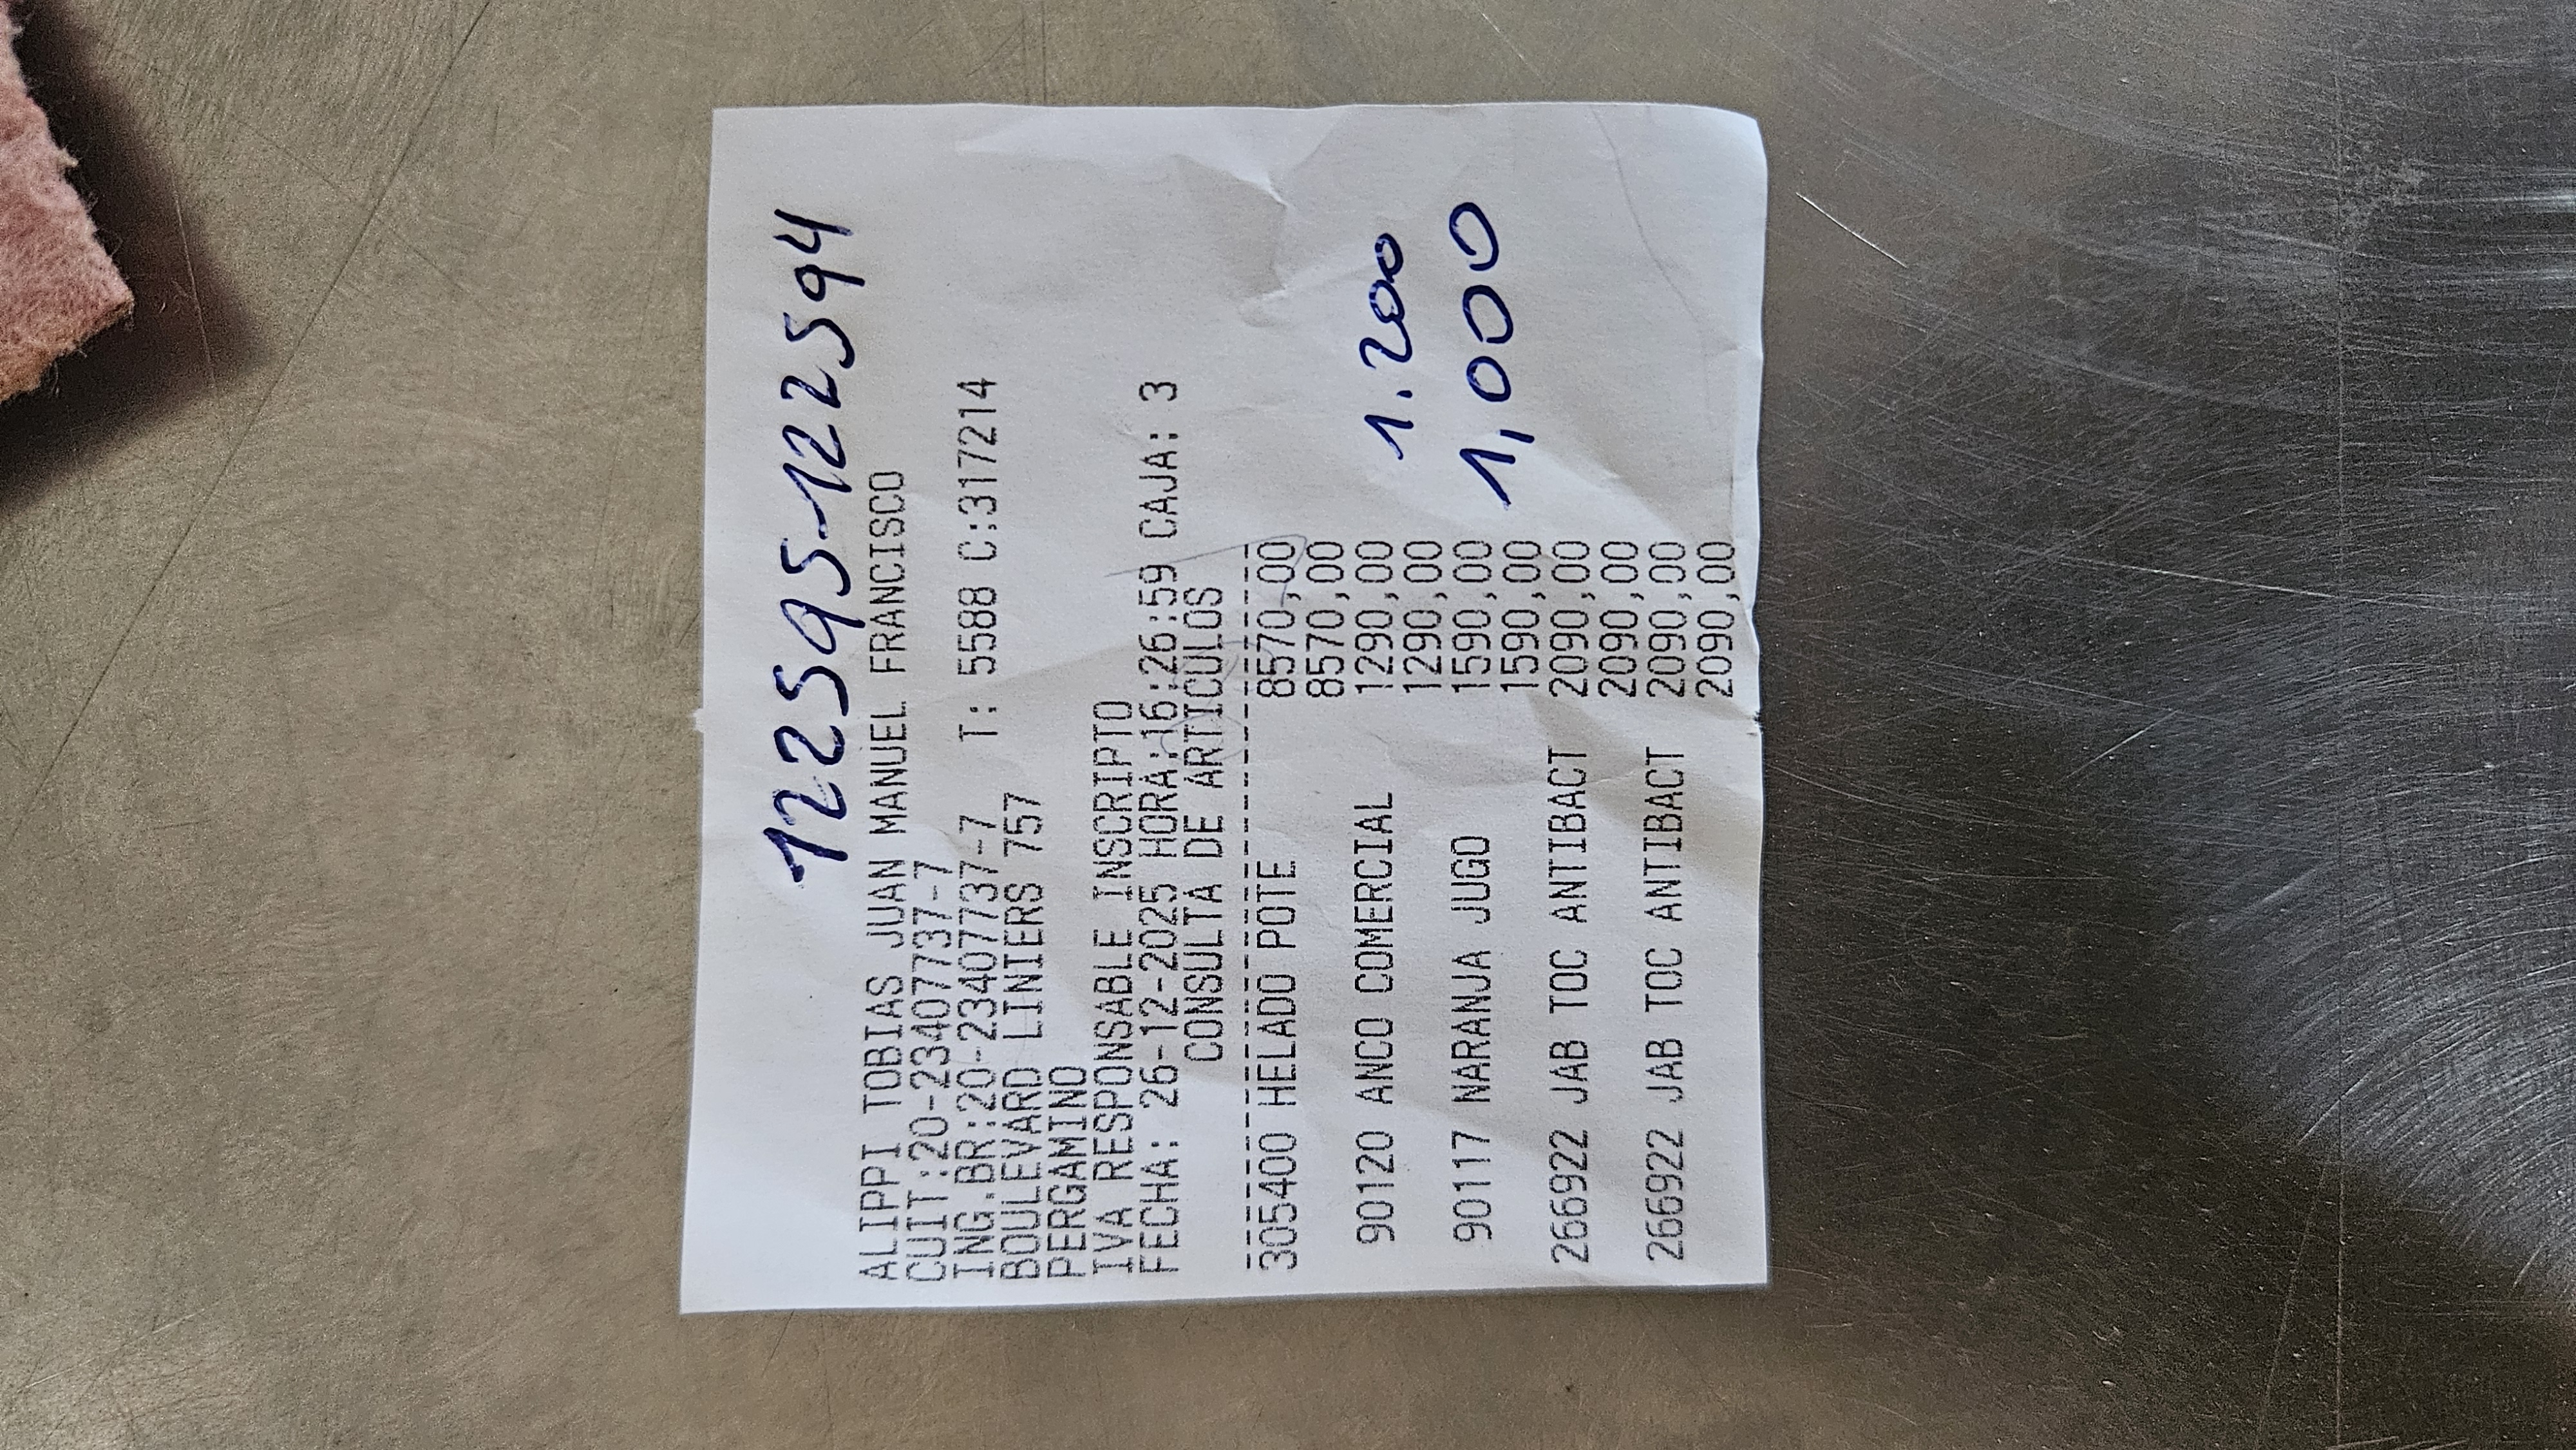 122595-122594
ALIPPI TOBIAS JUAN MANUEL FRANCISCO
CUIT:20-23407737-7
ING.BR:20-23407737-7 T: 5588 C:317214
BOULEVARD LINIERS 757
PERGAMINO
IVA RESPONSABLE INSCRIPTO
FECHA: 26-12-2025 HORA:16:26:59 CAJA: 3
CONSULTA DE ARTICULOS
----------------------------------------
305400 HELADO POTE 8570,00
8570,00
90120 ANCO COMERCIAL 1290,00 1.200
1290,00
90117 NARANJA JUGO 1590,00 1,000
1590,00
266922 JAB TOC ANTIBACT 2090,00
2090,00
266922 JAB TOC ANTIBACT 2090,00
2090,00